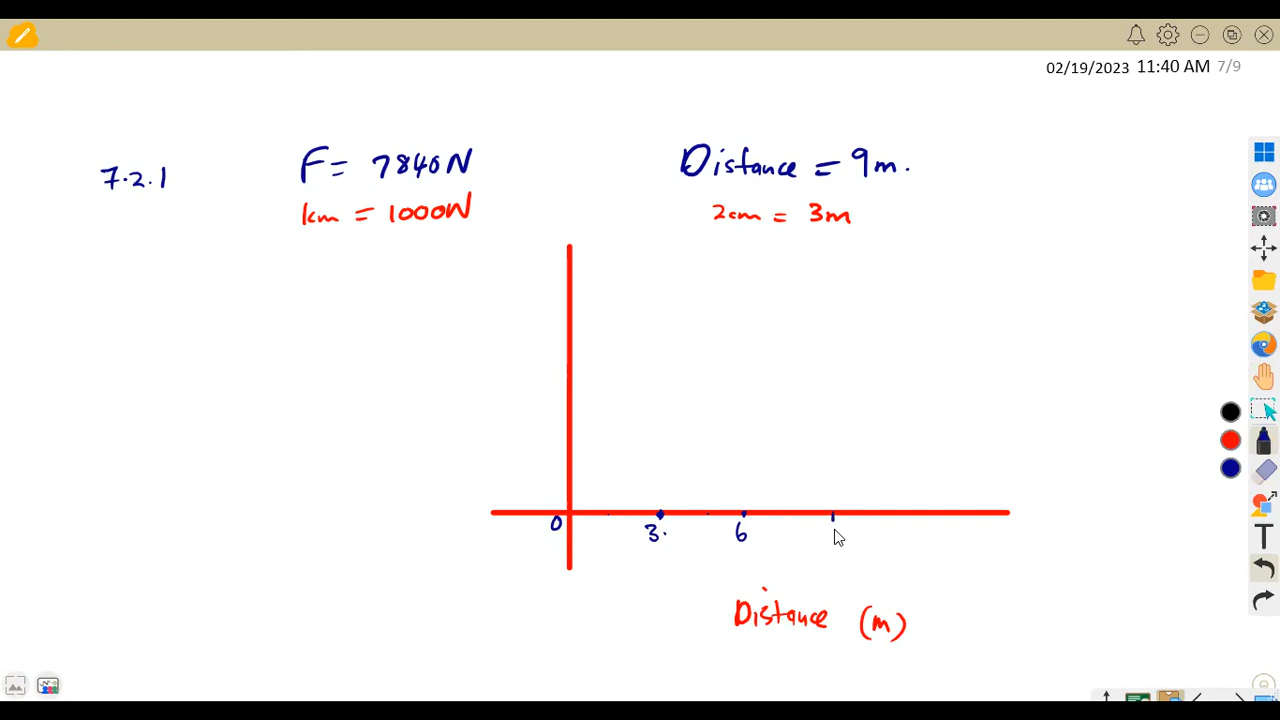 02/19/2023 11:40 AM 7/9
7.2.1 F = 7840N Distance = 9m.
km = 1000N 2cm = 3m
0 3. 6
Distance (m)
T